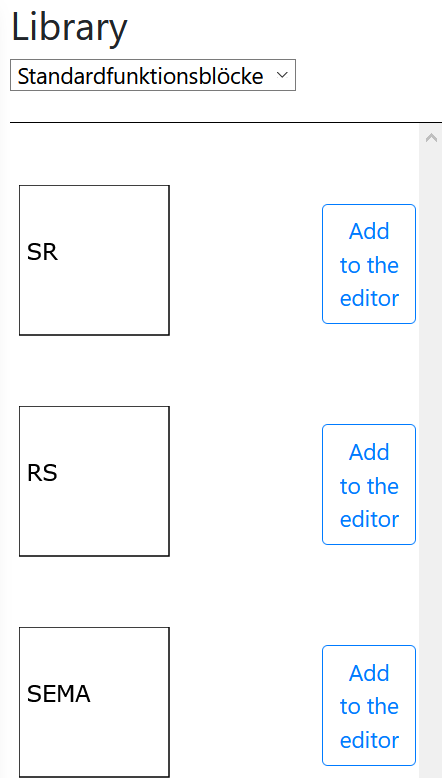 Library
Standardfunktionsblöcke
SR
Add
to the
editor
RS
Add
to the
editor
SEMA
Add
to the
editor